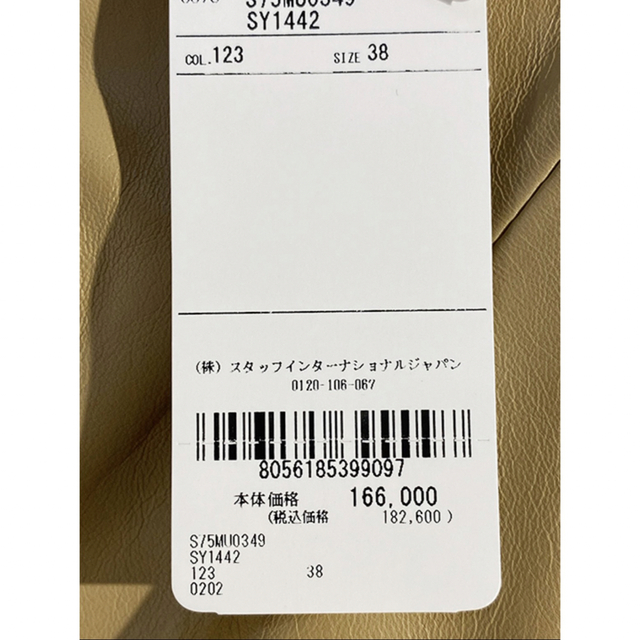 S75MU0349
SY1442
COL. 123 SIZE 38
(株) スタッフインターナショナルジャパン
0120-106-067
8056185399097
本体価格 166,000
(税込価格 182,600 )
S75MU0349
SY1442
123 38
0202